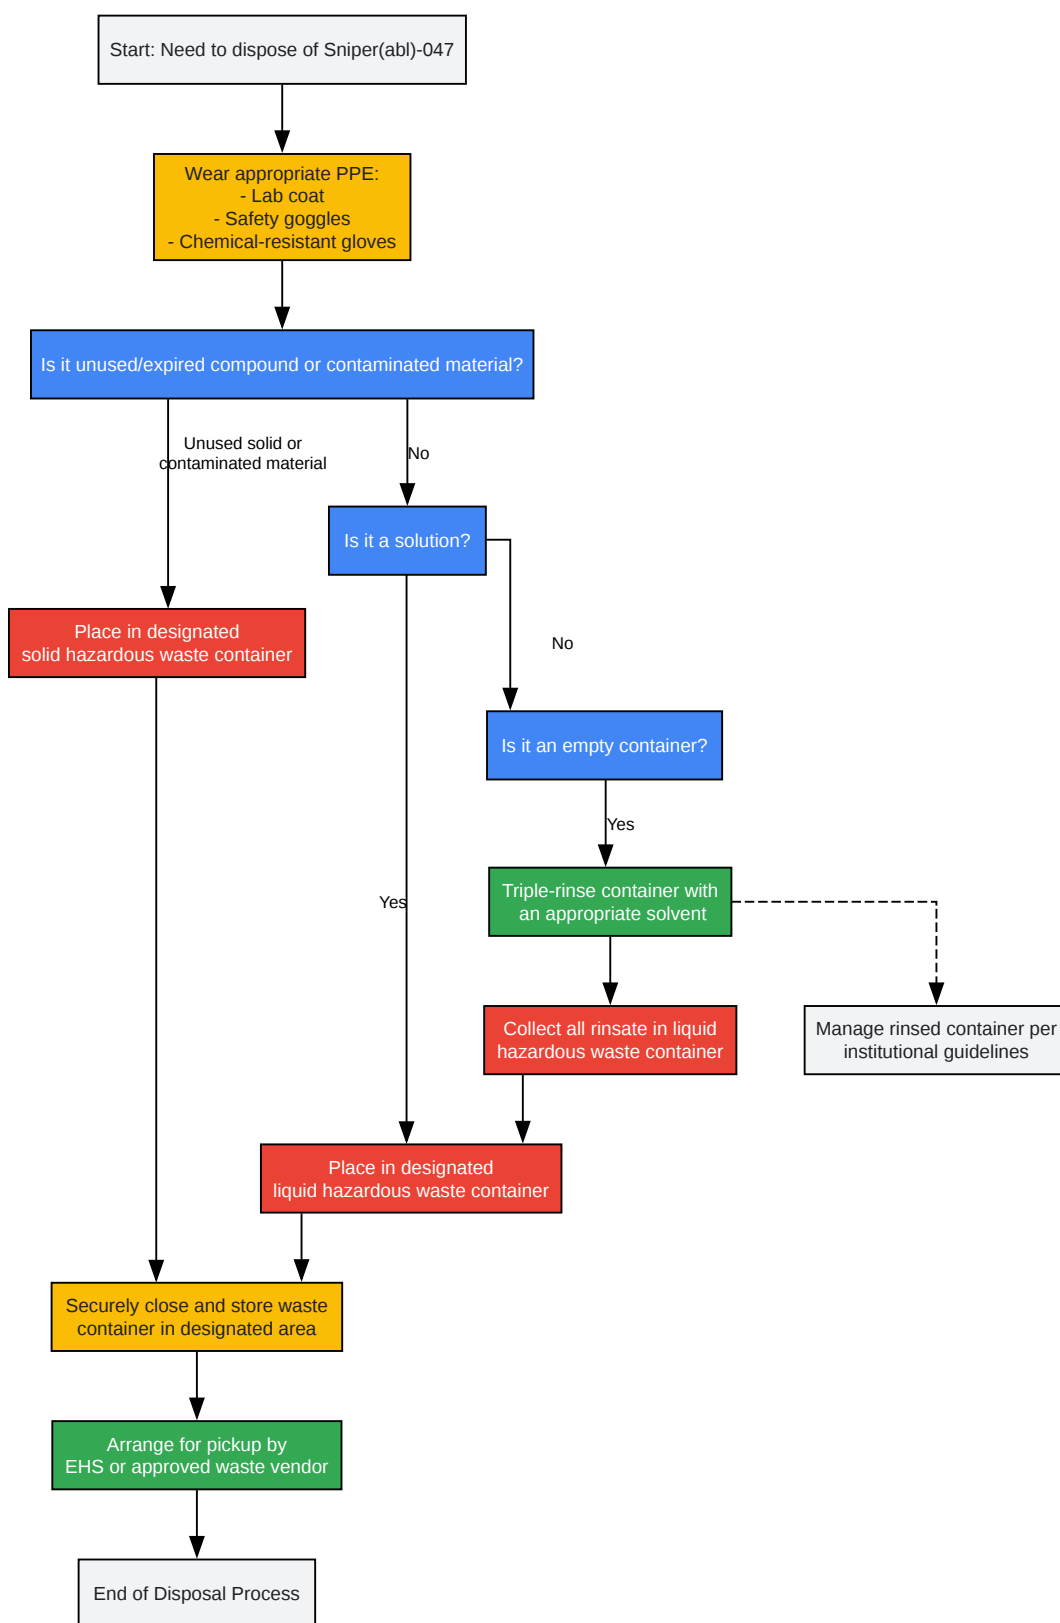 Start: Need to dispose of Sniper(abl)-047
Wear appropriate PPE:
- Lab coat
- Safety goggles
- Chemical-resistant gloves
Is it unused/expired compound or contaminated material?
Unused solid or
contaminated material
No
Is it a solution?
Place in designated
solid hazardous waste container
No
Is it an empty container?
Yes
Triple-rinse container with
an appropriate solvent
Yes
Collect all rinsate in liquid
hazardous waste container
Manage rinsed container per
institutional guidelines
Place in designated
liquid hazardous waste container
Securely close and store waste
container in designated area
Arrange for pickup by
EHS or approved waste vendor
End of Disposal Process